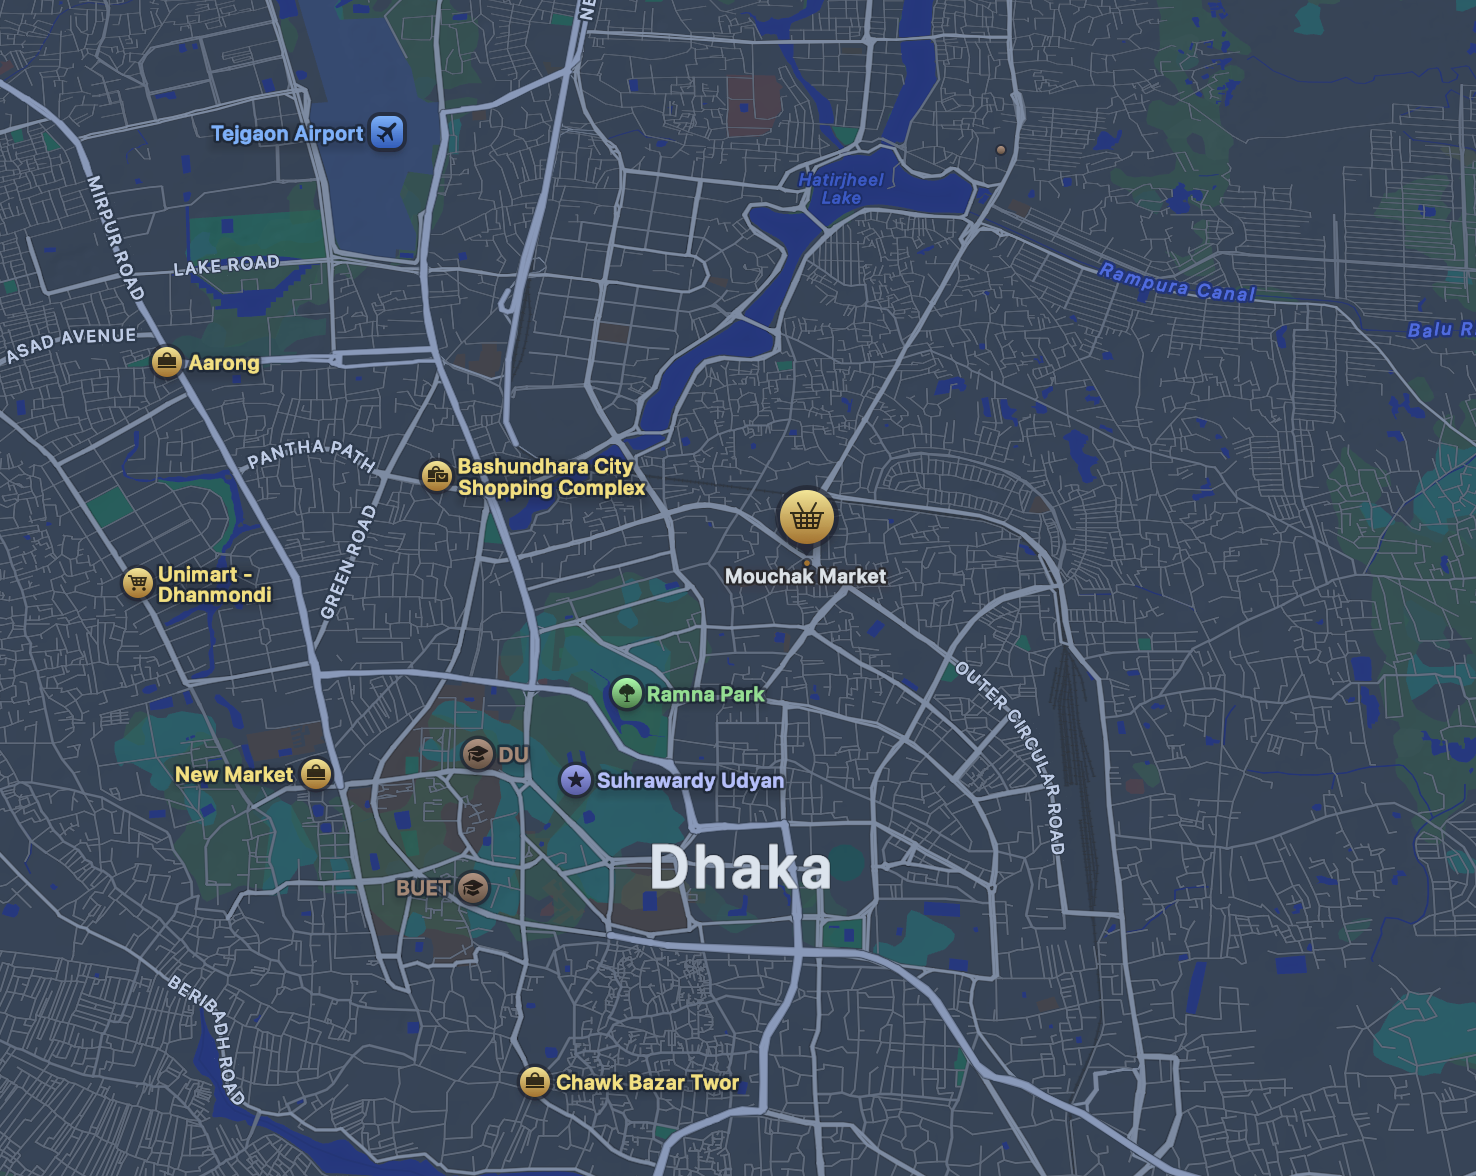 NE
Tejgaon Airport
MIRPUR ROAD
Hatirjheel
Lake
LAKE ROAD
Rampura Canal
Balu R
ASAD AVENUE
Aarong
PANTHA PATH
Bashundhara City
Shopping Complex
GREEN ROAD
Unimart -
Dhanmondi
Mouchak Market
OUTER CIRCULAR ROAD
Ramna Park
DU
New Market
Suhrawardy Udyan
Dhaka
BUET
BERIBADH ROAD
Chawk Bazar Twor